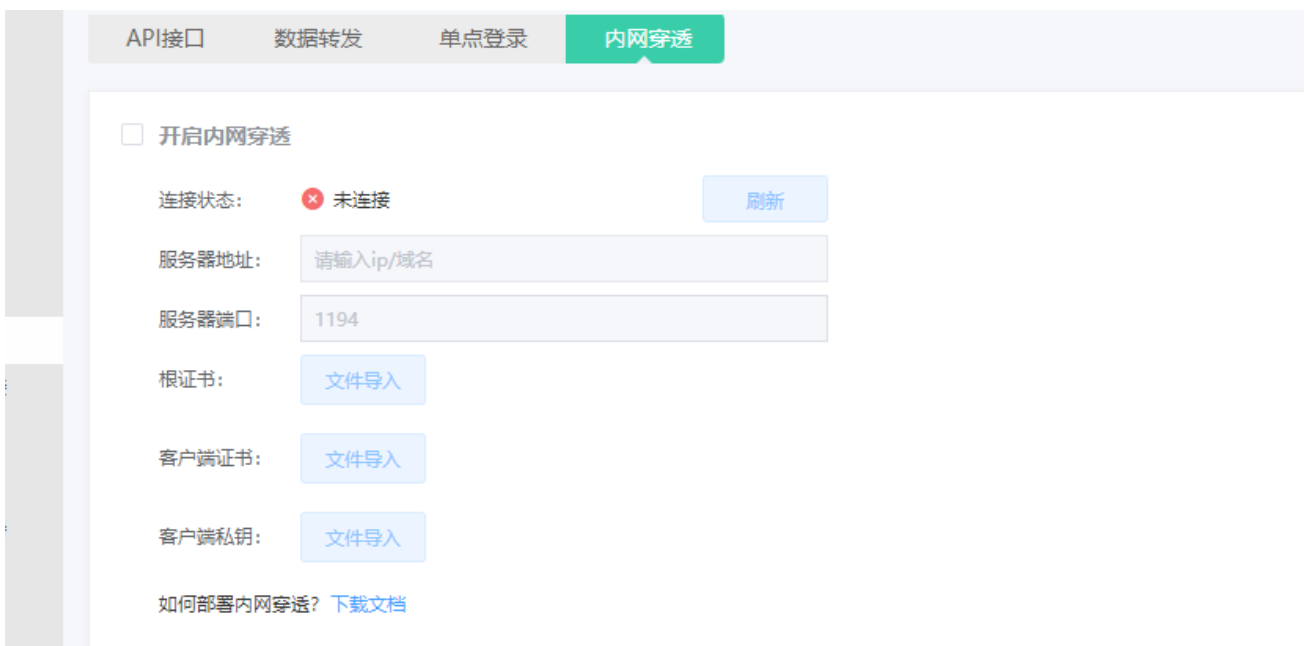 API接口 数据转发 单点登录 内网穿透
开启内网穿透
连接状态： 未连接 刷新
服务器地址： 请输入ip/域名
服务器端口： 1194
根证书： 文件导入
客户端证书： 文件导入
客户端私钥： 文件导入
如何部署内网穿透？下载文档